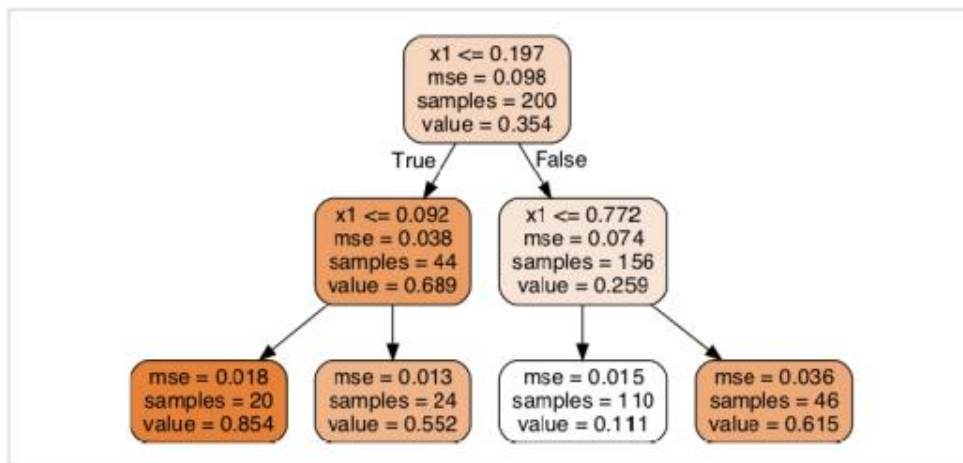 x1 <= 0.197
mse = 0.098
samples = 200
value = 0.354
True
False
x1 <= 0.092
mse = 0.038
samples = 44
value = 0.689
x1 <= 0.772
mse = 0.074
samples = 156
value = 0.259
mse = 0.018
samples = 20
value = 0.854
mse = 0.013
samples = 24
value = 0.552
mse = 0.015
samples = 110
value = 0.111
mse = 0.036
samples = 46
value = 0.615